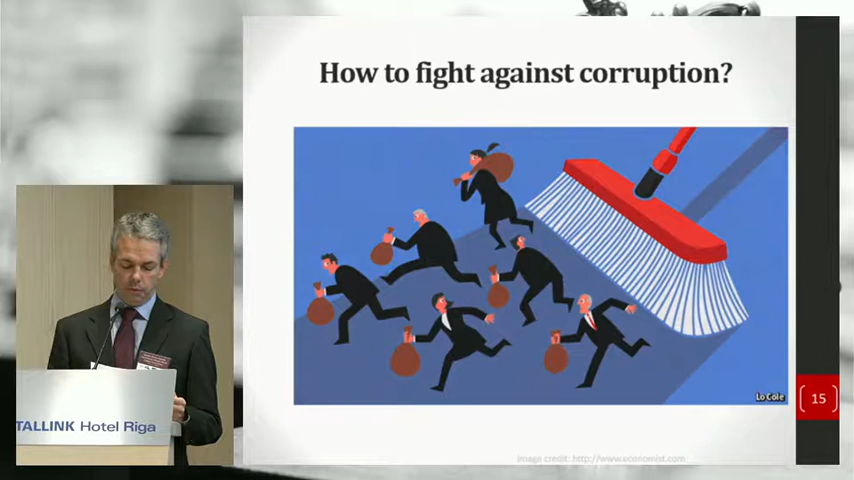 How to fight against corruption?
Lo Cole
15
TALLINK Hotel Riga
Image credit: http://www.economist.com